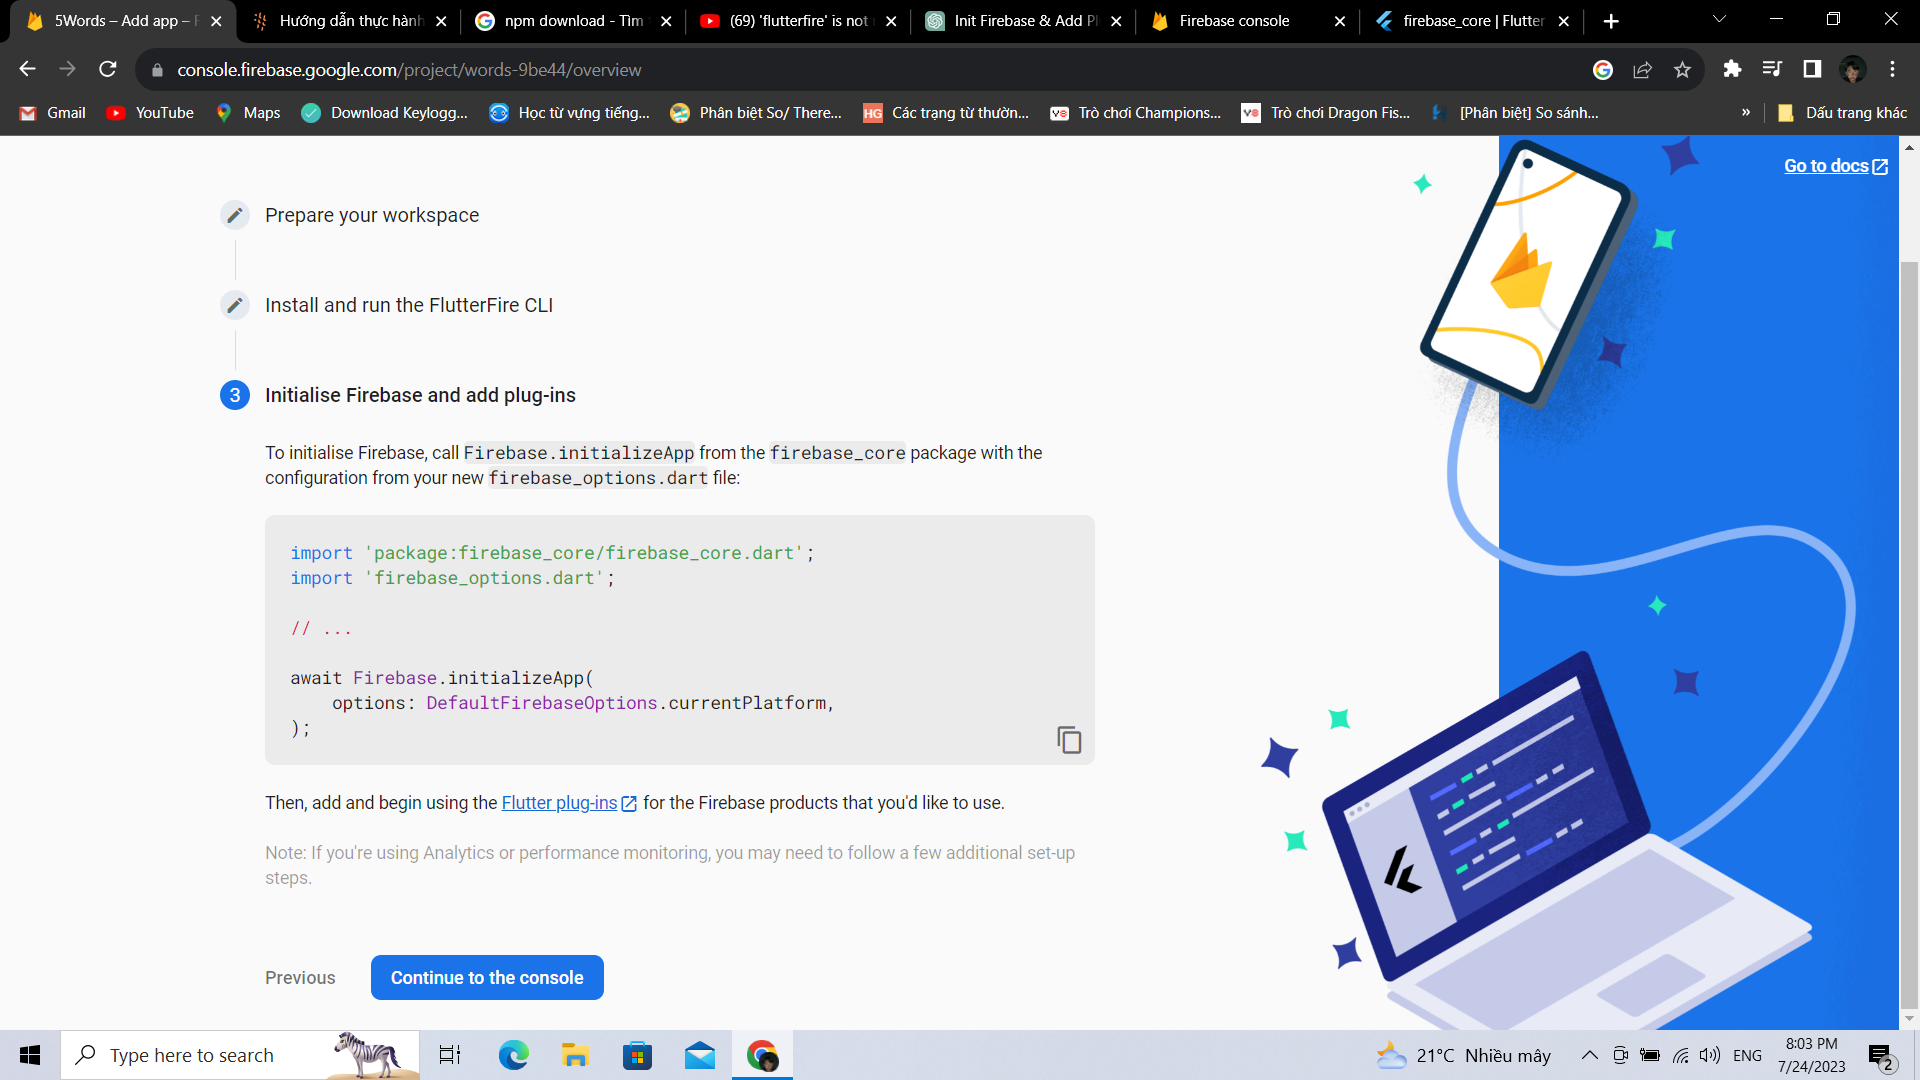 5Words – Add app – F
Hướng dẫn thực hành
npm download - Tìm
(69) 'flutterfire' is not
Init Firebase & Add Pl
Firebase console
firebase_core | Flutter
console.firebase.google.com/project/words-9be44/overview
Gmail
YouTube
Maps
Download Keylogg...
Học từ vựng tiếng...
Phân biệt So/ There...
HG
Các trạng từ thườn...
Trò chơi Champions...
Trò chơi Dragon Fis...
[Phân biệt] So sánh...
»
Dấu trang khác
Go to docs
Prepare your workspace
Install and run the FlutterFire CLI
3 Initialise Firebase and add plug-ins
To initialise Firebase, call Firebase.initializeApp from the firebase_core package with the
configuration from your new firebase_options.dart file:
import 'package:firebase_core/firebase_core.dart';
import 'firebase_options.dart';
// ...
await Firebase.initializeApp(
options: DefaultFirebaseOptions.currentPlatform,
);
Then, add and begin using the Flutter plug-ins for the Firebase products that you'd like to use.
Note: If you're using Analytics or performance monitoring, you may need to follow a few additional set-up
steps.
Previous
Continue to the console
Type here to search
21°C Nhiều mây
ENG
8:03 PM
7/24/2023
2